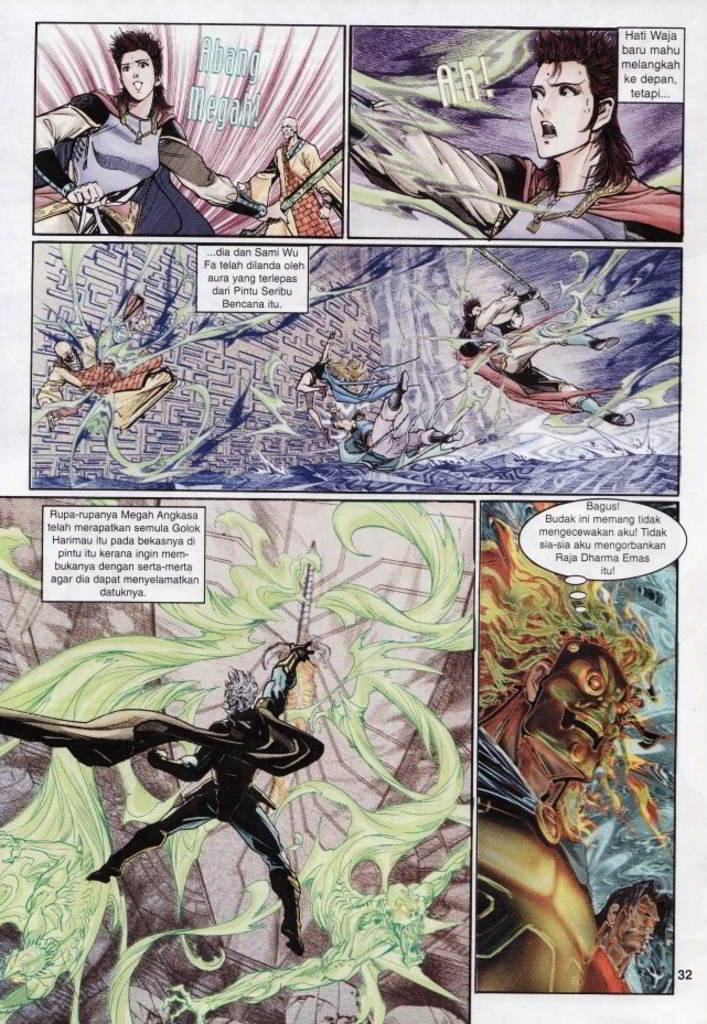 Abang
Megah!
Ah!
Hati Waja
baru mahu
melangkah
ke depan,
tetapi...
...dia dan Sami Wu
Fa telah dilanda oleh
aura yang terlepas
dari Pintu Seribu
Bencana itu.
Rupa-rupanya Megah Angkasa
telah merapatkan semula Golok
Harimau itu pada bekasnya di
pintu itu kerana ingin mem-
bukanya dengan serta-merta
agar dia dapat menyelamatkan
datuknya.
Bagus!
Budak ini memang tidak
mengecewakan aku! Tidak
sia-sia aku mengorbankan
Raja Dharma Emas
itu!
32